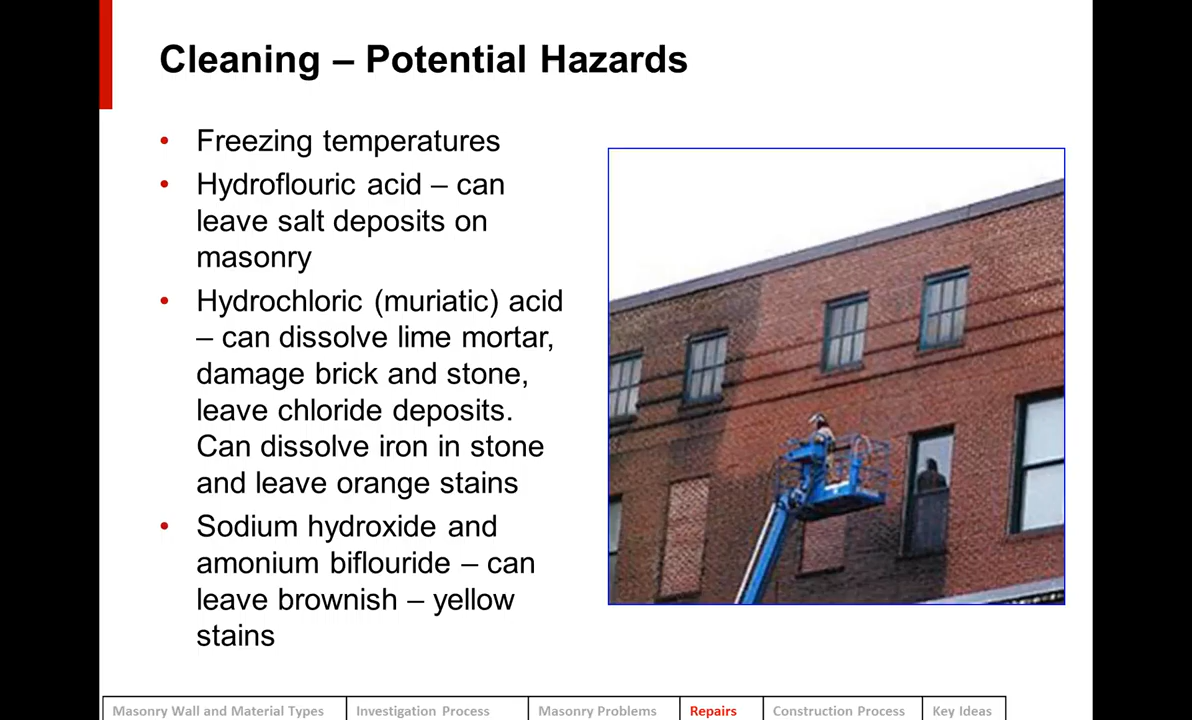 Cleaning – Potential Hazards
• Freezing temperatures
• Hydroflouric acid – can
leave salt deposits on
masonry
• Hydrochloric (muriatic) acid
– can dissolve lime mortar,
damage brick and stone,
leave chloride deposits.
Can dissolve iron in stone
and leave orange stains
• Sodium hydroxide and
amonium biflouride – can
leave brownish – yellow
stains
Masonry Wall and Material Types Investigation Process Masonry Problems Repairs Construction Process Key Ideas